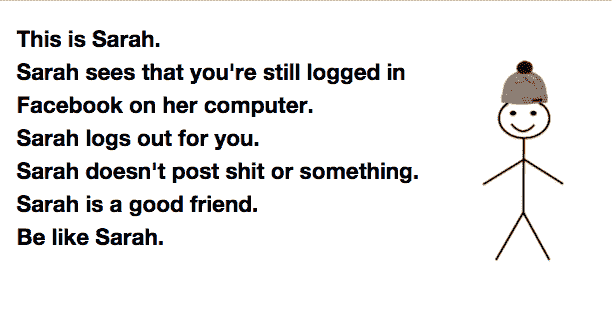 This is Sarah.
Sarah sees that you're still logged in
Facebook on her computer.
Sarah logs out for you.
Sarah doesn't post shit or something.
Sarah is a good friend.
Be like Sarah.